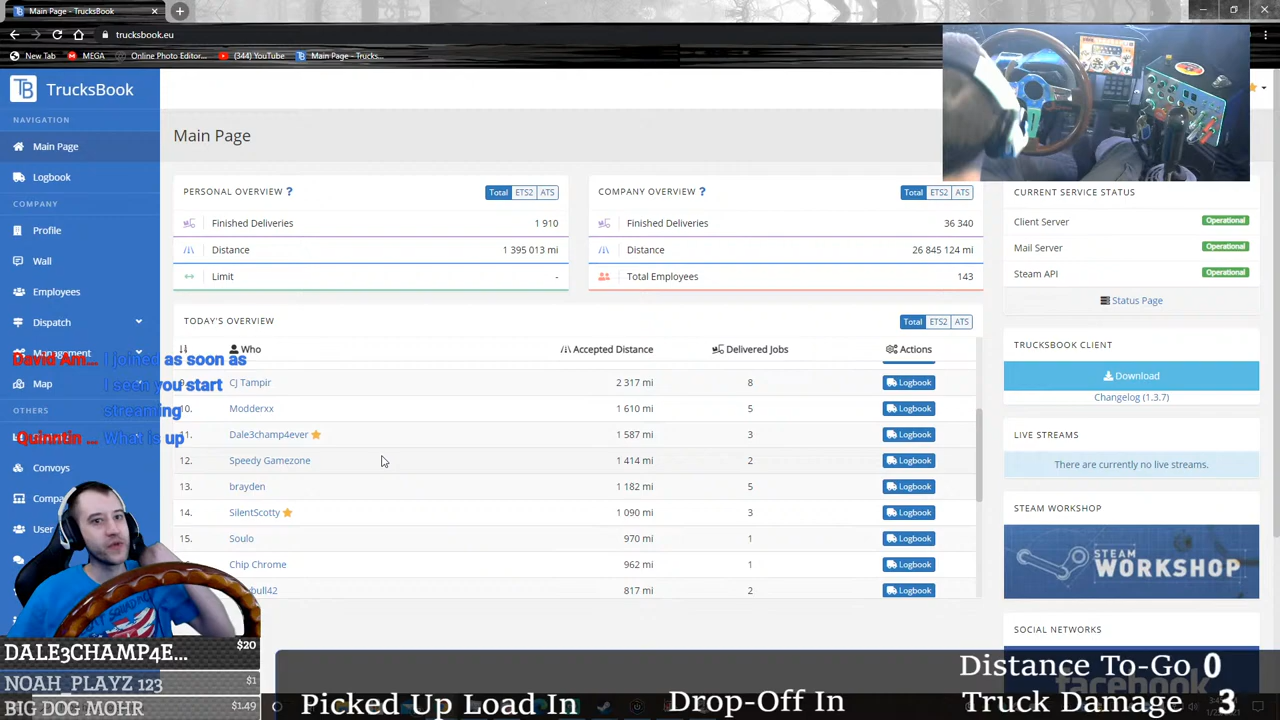 Main Page - TrucksBook
trucksbook.eu
New Tab
MEGA
Online Photo Editor...
(344) YouTube
Main Page - Trucks...
TrucksBook
NAVIGATION
Main Page
Logbook
COMPANY
Profile
Wall
Employees
Dispatch
Management
Map
OTHERS
Convoys
Compa
User
David Am... I joined as soon as
I seen you start
streaming
Quintin ... What is up
Main Page
PERSONAL OVERVIEW ?
Total ETS2 ATS
Finished Deliveries 1 910
Distance 1 395 013 mi
Limit -
COMPANY OVERVIEW ?
Total ETS2 ATS
Finished Deliveries 36 340
Distance 26 845 124 mi
Total Employees 143
TODAY'S OVERVIEW
Total ETS2 ATS
Who Accepted Distance Delivered Jobs Actions
9. CJ Tampir 2 317 mi 8 Logbook
10. Modderxx 1 610 mi 5 Logbook
11. Dale3champ4ever 1 587 mi 3 Logbook
12. Speedy Gamezone 1 414 mi 2 Logbook
13. brayden 1 182 mi 5 Logbook
14. SilentScotty 1 090 mi 3 Logbook
15. Soulo 970 mi 1 Logbook
Chip Chrome 962 mi 1 Logbook
817 mi 2 Logbook
CURRENT SERVICE STATUS
Client Server Operational
Mail Server Operational
Steam API Operational
Status Page
TRUCKSBOOK CLIENT
Download
Changelog (1.3.7)
LIVE STREAMS
There are currently no live streams.
STEAM WORKSHOP
STEAM
WORKSHOP
SOCIAL NETWORKS
facebook
DALE3CHAMP4E... $20
NOAH_PLAYZ 123 $1
BIG DOG MOHR $1.49
Picked Up Load In
Drop-Off In
Distance To-Go 0
Truck Damage 3